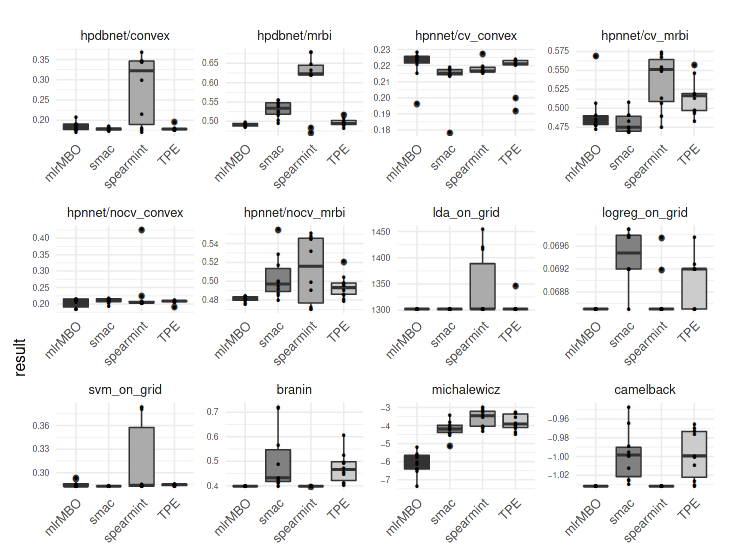 hpdbnet/convex hpdbnet/mrbi hpnnet/cv_convex hpnnet/cv_mrbi
0.35 0.30 0.25 0.20
0.65 0.60 0.55 0.50
0.23 0.22 0.21 0.20 0.19 0.18
0.575 0.550 0.525 0.500 0.475
mlrMBO smac spearmint TPE mlrMBO smac spearmint TPE mlrMBO smac spearmint TPE mlrMBO smac spearmint TPE
hpnnet/nocv_convex hpnnet/nocv_mrbi lda_on_grid logreg_on_grid
0.40 0.35 0.30 0.25 0.20
0.54 0.52 0.50 0.48
1450 1400 1350 1300
0.0696 0.0692 0.0688
mlrMBO smac spearmint TPE mlrMBO smac spearmint TPE mlrMBO smac spearmint TPE mlrMBO smac spearmint TPE
result
svm_on_grid branin michalewicz camelback
0.36 0.33 0.30
0.7 0.6 0.5 0.4
−3 −4 −5 −6 −7
−0.96 −0.98 −1.00 −1.02
mlrMBO smac spearmint TPE mlrMBO smac spearmint TPE mlrMBO smac spearmint TPE mlrMBO smac spearmint TPE